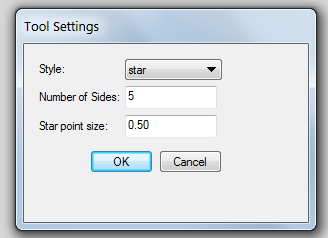 Tool Settings
Style: star
Number of Sides: 5
Star point size: 0.50
OK Cancel